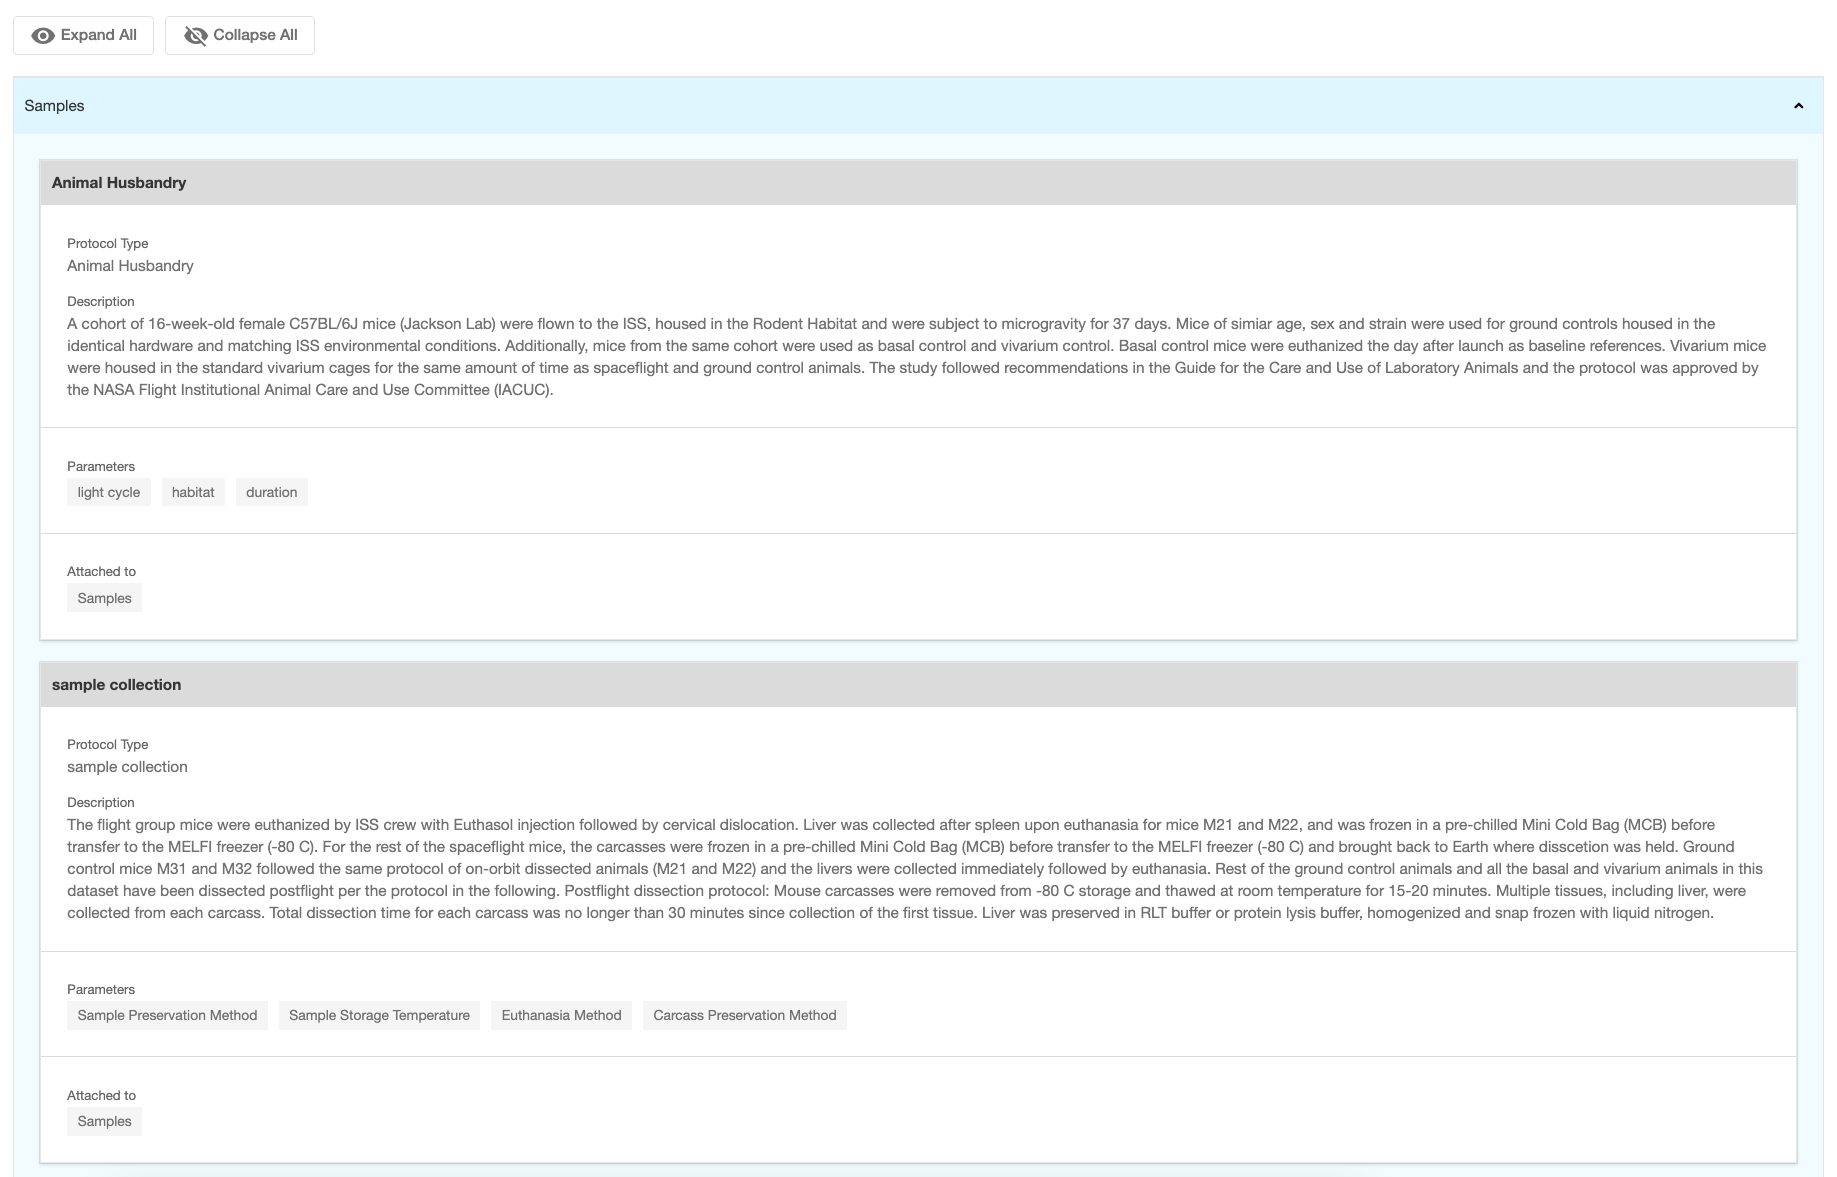 Expand All
Collapse All
Samples
Animal Husbandry
Protocol Type
Animal Husbandry
Description
A cohort of 16-week-old female C57BL/6J mice (Jackson Lab) were flown to the ISS, housed in the Rodent Habitat and were subject to microgravity for 37 days. Mice of simiar age, sex and strain were used for ground controls housed in the
identical hardware and matching ISS environmental conditions. Additionally, mice from the same cohort were used as basal control and vivarium control. Basal control mice were euthanized the day after launch as baseline references. Vivarium mice
were housed in the standard vivarium cages for the same amount of time as spaceflight and ground control animals. The study followed recommendations in the Guide for the Care and Use of Laboratory Animals and the protocol was approved by
the NASA Flight Institutional Animal Care and Use Committee (IACUC).
Parameters
light cycle habitat duration
Attached to
Samples
sample collection
Protocol Type
sample collection
Description
The flight group mice were euthanized by ISS crew with Euthasol injection followed by cervical dislocation. Liver was collected after spleen upon euthanasia for mice M21 and M22, and was frozen in a pre-chilled Mini Cold Bag (MCB) before
transfer to the MELFI freezer (-80 C). For the rest of the spaceflight mice, the carcasses were frozen in a pre-chilled Mini Cold Bag (MCB) before transfer to the MELFI freezer (-80 C) and brought back to Earth where disscetion was held. Ground
control mice M31 and M32 followed the same protocol of on-orbit dissected animals (M21 and M22) and the livers were collected immediately followed by euthanasia. Rest of the ground control animals and all the basal and vivarium animals in this
dataset have been dissected postflight per the protocol in the following. Postflight dissection protocol: Mouse carcasses were removed from -80 C storage and thawed at room temperature for 15-20 minutes. Multiple tissues, including liver, were
collected from each carcass. Total dissection time for each carcass was no longer than 30 minutes since collection of the first tissue. Liver was preserved in RLT buffer or protein lysis buffer, homogenized and snap frozen with liquid nitrogen.
Parameters
Sample Preservation Method Sample Storage Temperature Euthanasia Method Carcass Preservation Method
Attached to
Samples